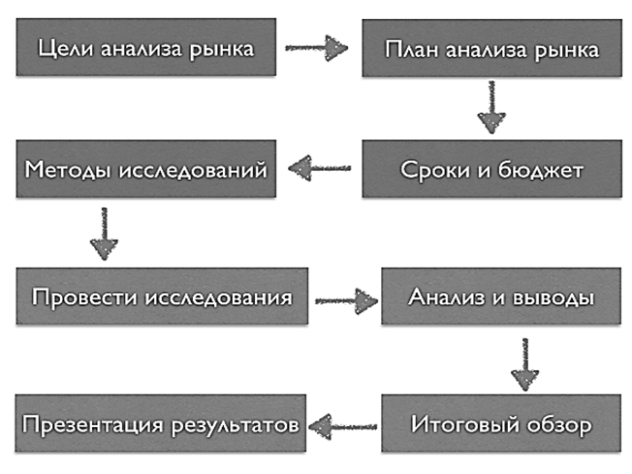 Цели анализа рынка
План анализа рынка
Методы исследований
Сроки и бюджет
Провести исследования
Анализ и выводы
Презентация результатов
Итоговый обзор